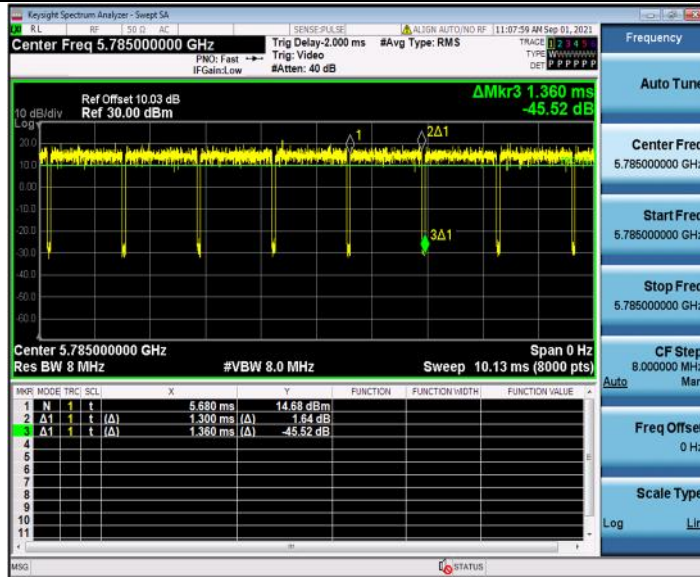 Keysight Spectrum Analyzer - Swept SA
RL RF 50 Ω AC SENSE:PULSE ALIGN AUTO/NO RF 11:07:59 AM Sep 01, 2021
Center Freq 5.785000000 GHz
PNO: Fast
IFGain:Low
Trig Delay-2.000 ms
Trig: Video
#Atten: 40 dB
#Avg Type: RMS
TRACE 1 2 3 4 5 6
TYPE WWWWWW
DET P P P P P P
ΔMkr3 1.360 ms
-45.52 dB
Ref Offset 10.03 dB
10 dB/div Ref 30.00 dBm
Log
20.0
10.0
0.00
-10.0
-20.0
-30.0
-40.0
-50.0
-60.0
1
2Δ1
3Δ1
Center 5.785000000 GHz Span 0 Hz
Res BW 8 MHz #VBW 8.0 MHz Sweep 10.13 ms (8000 pts)
MKR MODE TRC SCL X Y FUNCTION FUNCTION WIDTH FUNCTION VALUE
1 N 1 t 5.680 ms 14.68 dBm
2 Δ1 1 t (Δ) 1.300 ms (Δ) 1.64 dB
3 Δ1 1 t (Δ) 1.360 ms (Δ) -45.52 dB
4
5
6
7
8
9
10
11
MSG STATUS
Frequency
Auto Tune
Center Freq
5.785000000 GHz
Start Freq
5.785000000 GHz
Stop Freq
5.785000000 GHz
CF Step
8.000000 MHz
Auto Man
Freq Offset
0 Hz
Scale Type
Log Lin